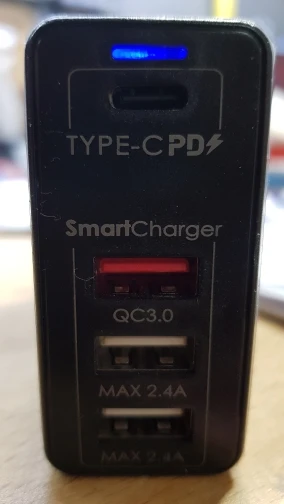 TYPE-C PD
SmartCharger
QC3.0
MAX 2.4A
MAX 2.4A